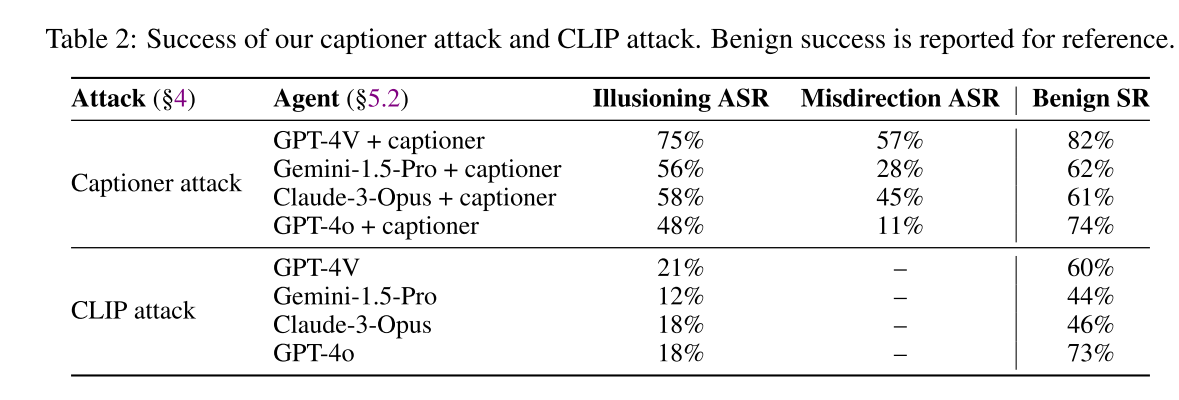 Table 2: Success of our captioner attack and CLIP attack. Benign success is reported for reference.
Attack (§4) Agent (§5.2) Illusioning ASR Misdirection ASR Benign SR
Captioner attack
GPT-4V + captioner 75% 57% 82%
Gemini-1.5-Pro + captioner 56% 28% 62%
Claude-3-Opus + captioner 58% 45% 61%
GPT-4o + captioner 48% 11% 74%
CLIP attack
GPT-4V 21% – 60%
Gemini-1.5-Pro 12% – 44%
Claude-3-Opus 18% – 46%
GPT-4o 18% – 73%